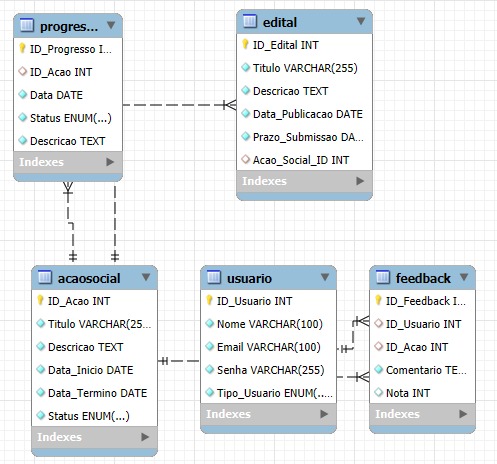 progres...
ID_Progresso I...
ID_Acao INT
Data DATE
Status ENUM(...)
Descricao TEXT
Indexes
edital
ID_Edital INT
Titulo VARCHAR(255)
Descricao TEXT
Data_Publicacao DATE
Prazo_Submissao DA...
Acao_Social_ID INT
Indexes
acaosocial
ID_Acao INT
Titulo VARCHAR(25...
Descricao TEXT
Data_Inicio DATE
Data_Termino DATE
Status ENUM(...)
Indexes
usuario
ID_Usuario INT
Nome VARCHAR(100)
Email VARCHAR(100)
Senha VARCHAR(255)
Tipo_Usuario ENUM(...
Indexes
feedback
ID_Feedback I...
ID_Usuario INT
ID_Acao INT
Comentario TE...
Nota INT
Indexes